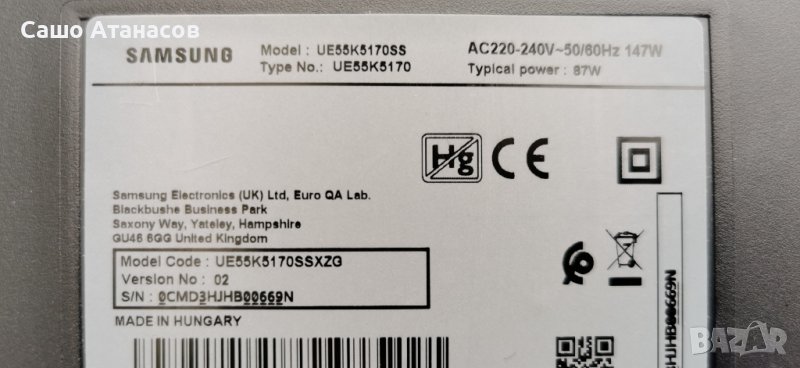 Сашо Атанасов
SAMSUNG
Model : UE55K5170SS
Type No.: UE55K5170
AC220-240V~50/60Hz 147W
Typical power : 87W
Hg
CE
Samsung Electronics (UK) Ltd, Euro QA Lab.
Blackbushe Business Park
Saxony Way, Yateley, Hampshire
GU46 6GG United Kingdom
Model Code : UE55K5170SSXZG
Version No : 02
S/N : 0CMD3HJHB00669N
MADE IN HUNGARY
HJHB00669N
BAZAR